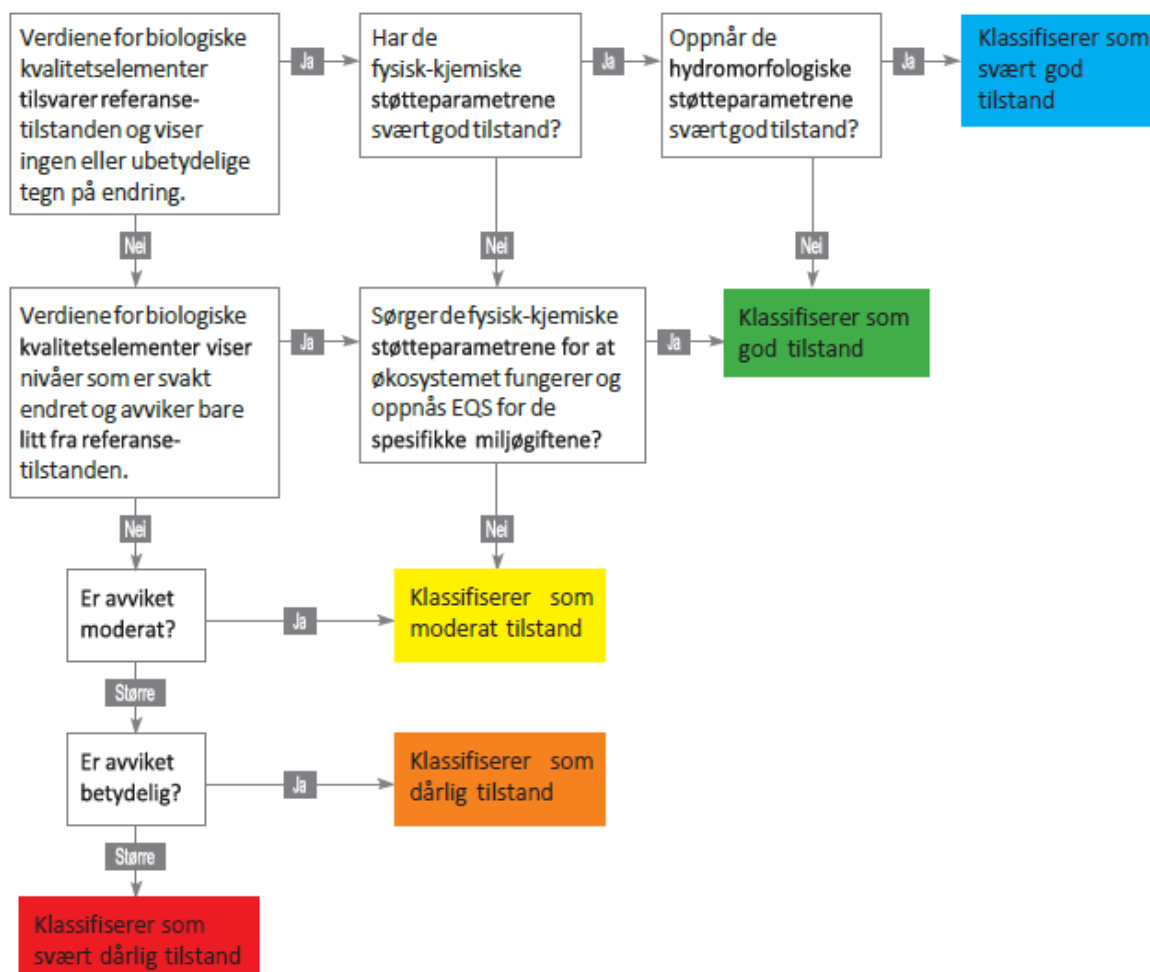 Verdiene for biologiske
kvalitetselementer
tilsvarer referanse-
tilstanden og viser
ingen eller ubetydelige
tegn på endring.
Ja
Har de
fysisk-kjemiske
støtteparametrene
svært god tilstand?
Ja
Oppnår de
hydromorfologiske
støtteparametrene
svært god tilstand?
Ja
Klassifiserer som
svært god
tilstand
Nei
Nei
Nei
Verdiene for biologiske
kvalitetselementer viser
nivåer som er svakt
endret og avviker bare
litt fra referanse-
tilstanden.
Ja
Sørger de fysisk-kjemiske
støtteparametrene for at
økosystemet fungerer og
oppnås EQS for de
spesifikke miljøgiftene?
Ja
Klassifiserer som
god tilstand
Nei
Nei
Er avviket
moderat?
Ja
Klassifiserer som
moderat tilstand
Større
Er avviket
betydelig?
Ja
Klassifiserer som
dårlig tilstand
Større
Klassifiserer som
svært dårlig tilstand